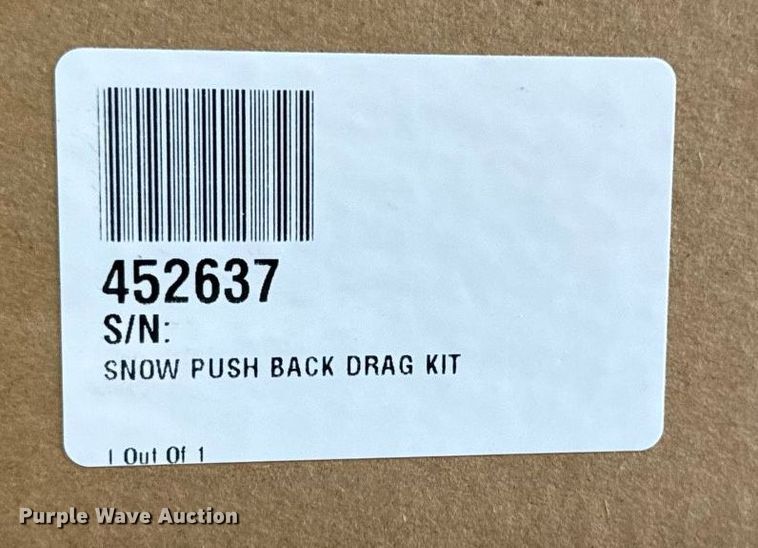 452637
S/N:
SNOW PUSH BACK DRAG KIT
1 Out Of 1
Purple Wave Auction